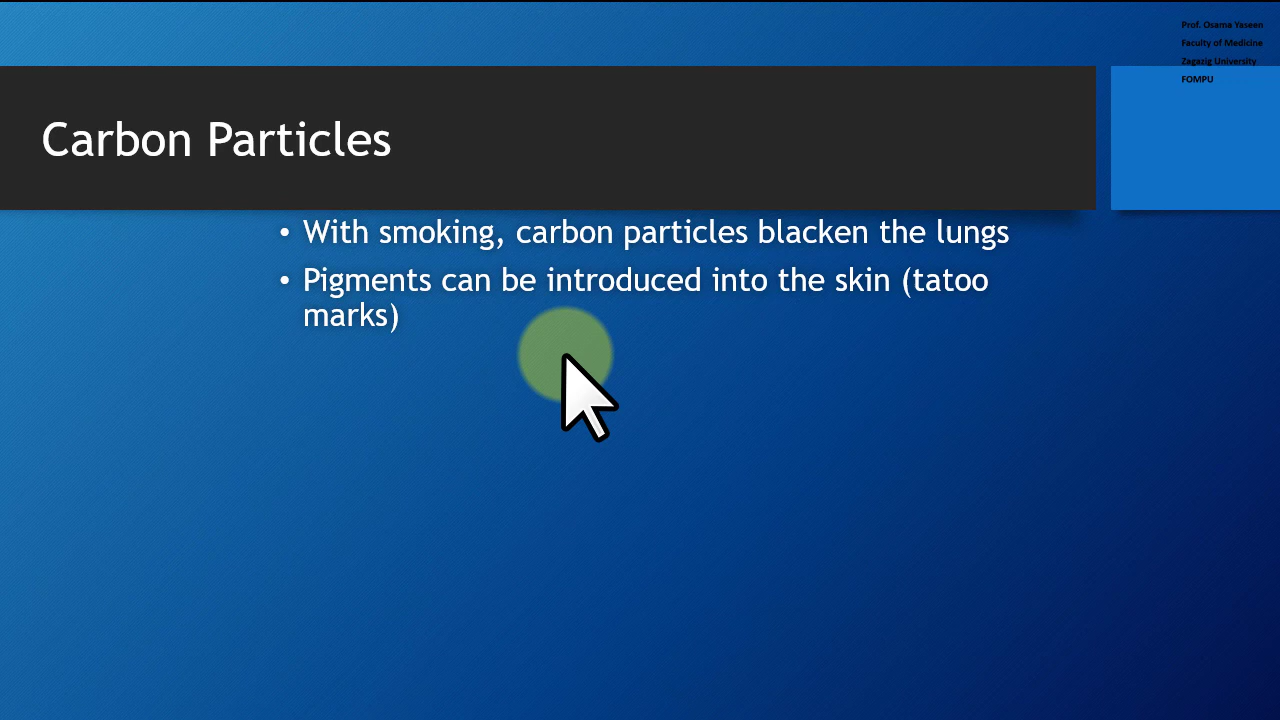 Prof. Osama Yaseen
Faculty of Medicine
Zagazig University
FOMPU
Carbon Particles
• With smoking, carbon particles blacken the lungs
• Pigments can be introduced into the skin (tatoo
marks)